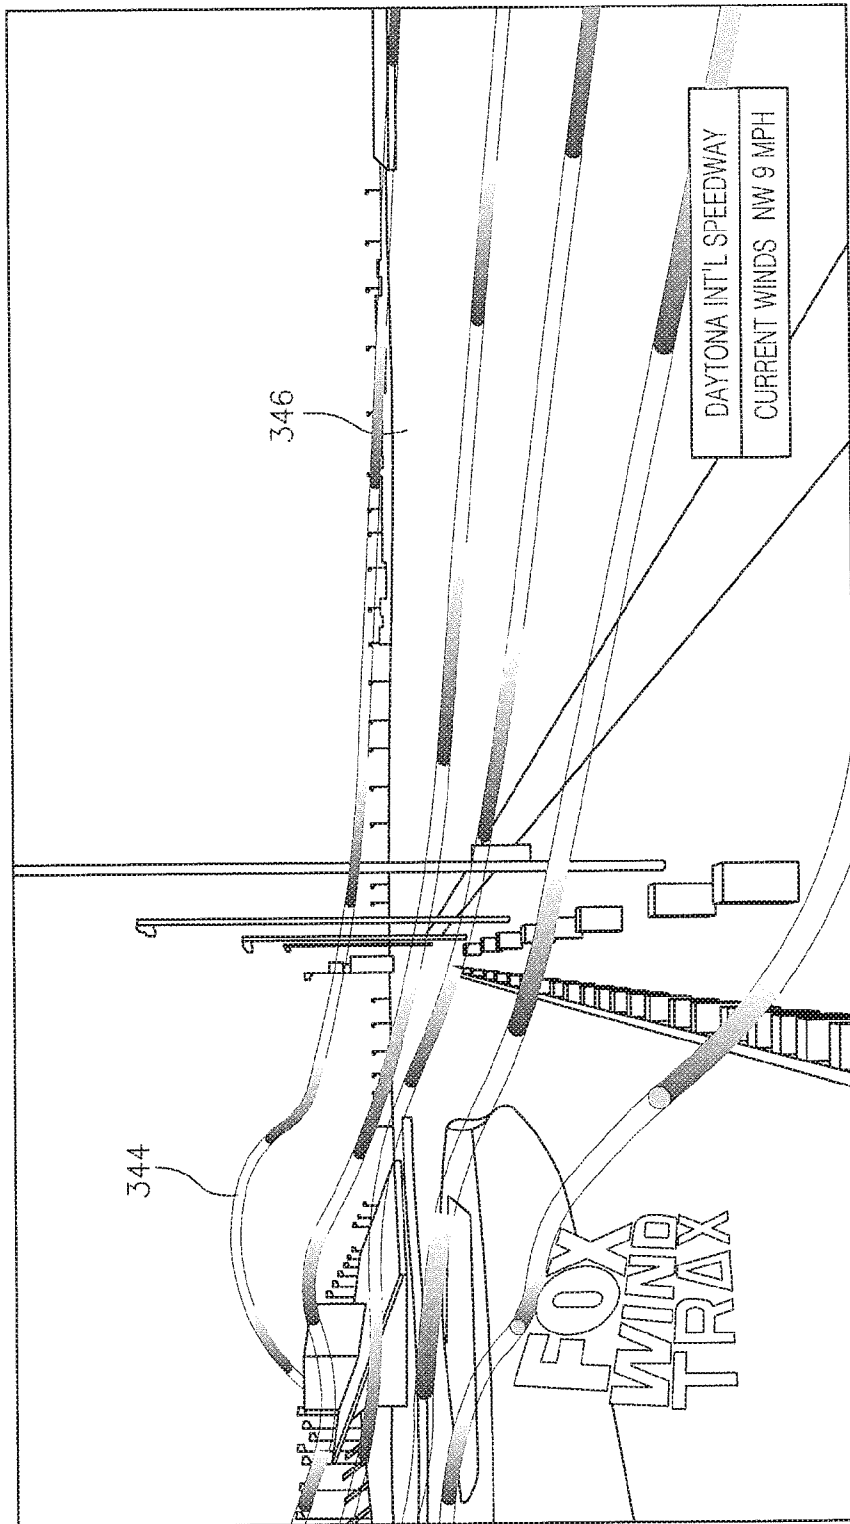 344
346
DAYTONA INT'L SPEEDWAY
CURRENT WINDS NW 9 MPH
FOX
WIND
TRAX